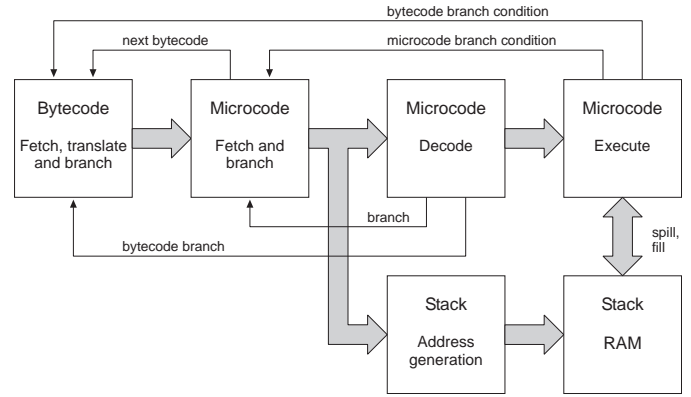 bytecode branch condition
next bytecode
microcode branch condition
Bytecode
Fetch, translate
and branch
Microcode
Fetch and
branch
Microcode
Decode
Microcode
Execute
branch
bytecode branch
spill,
fill
Stack
Address
generation
Stack
RAM